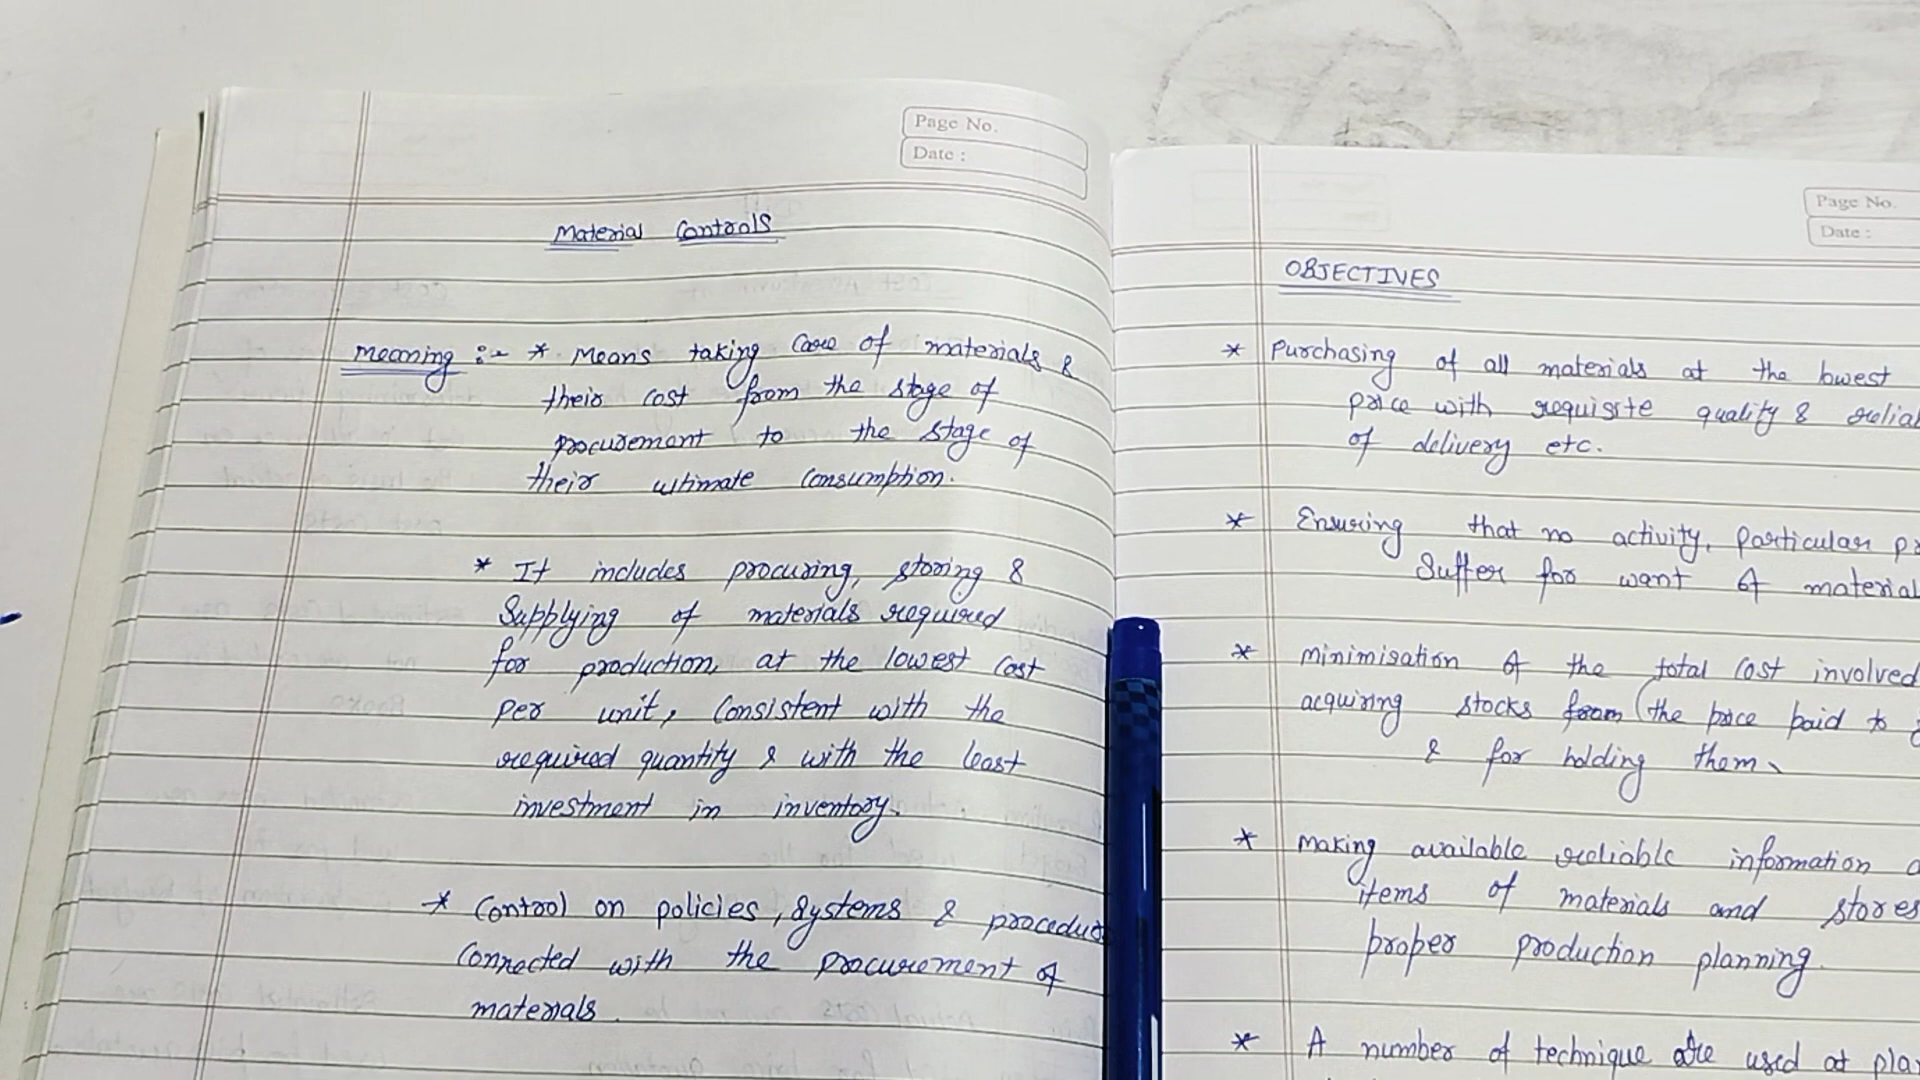 Page No.
Date :
Material Controls
Meaning :- * Means taking Care of materials &
their cost from the stage of
procurement to the stage of
their ultimate Consumption.
* It includes procuring, storing &
Supplying of materials required
for production, at the lowest cost
per unit, Consistent with the
required quantity & with the least
investment in inventory.
* Control on policies, Systems &
Connected with the procurement of
materials.
Page No.
Date :
OBJECTIVES
* Purchasing of all materials at the lowest
price with requisite quality &
of delivery etc.
* Ensuring that no activity, Particular
Suffer for want of material
* minimisation of the total Cost involved
acquiring stocks from (the price paid to
& for holding them
* Making available reliable information
items of materials and stores
proper production planning.
* A number of technique are used at